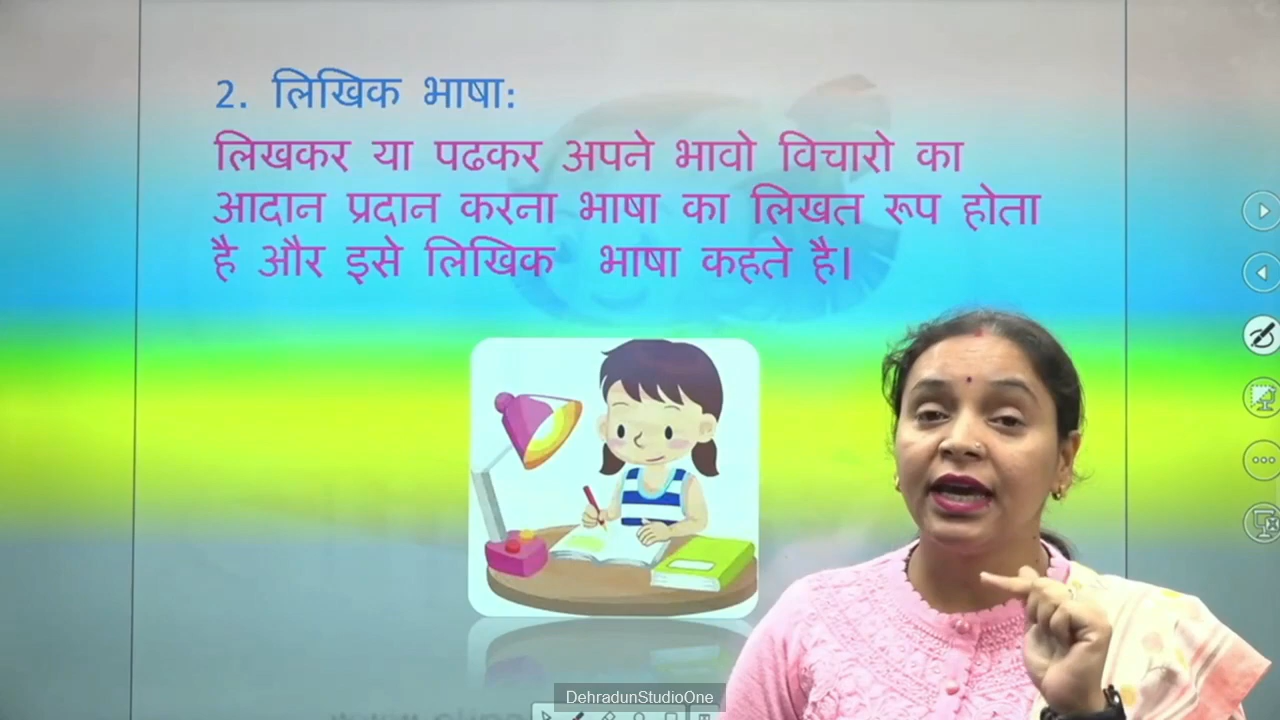 2. लिखिक भाषा:
लिखकर या पढकर अपने भावो विचारो का
आदान प्रदान करना भाषा का लिखत रूप होता
है और इसे लिखिक भाषा कहते है।
DehradunStudioOne